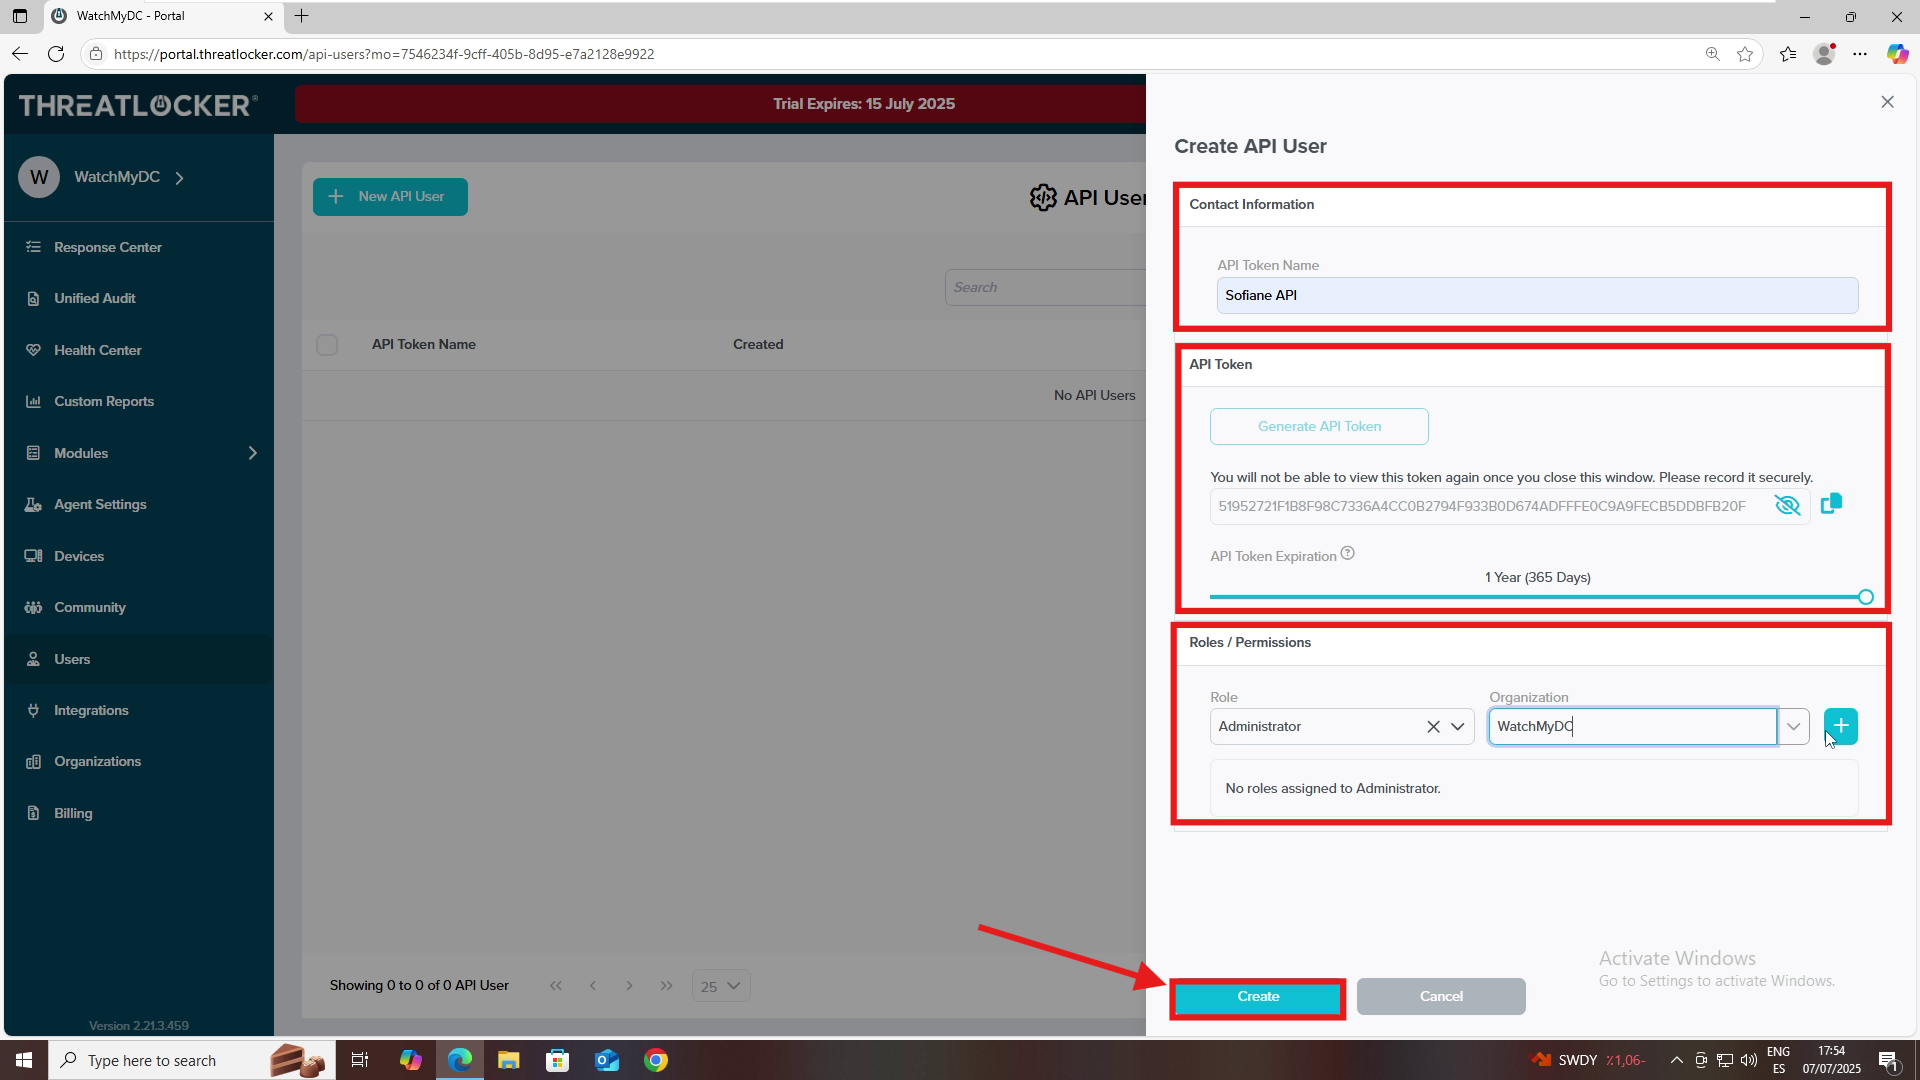 WatchMyDC - Portal
https://portal.threatlocker.com/api-users?mo=7546234f-9cff-405b-8d95-e7a2128e9922
THREATLOCKER®
Trial Expires: 15 July 2025
W
WatchMyDC
Response Center
Unified Audit
Health Center
Custom Reports
Modules
Agent Settings
Devices
Community
Users
Integrations
Organizations
Billing
Version 2.21.3.459
New API User
API User
Search
API Token Name Created
No API Users
Showing 0 to 0 of 0 API User
25
Create API User
Contact Information
API Token Name
Sofiane API
API Token
Generate API Token
You will not be able to view this token again once you close this window. Please record it securely.
51952721F1B8F98C7336A4CC0B2794F933B0D674ADFFFE0C9A9FECB5DDBFB20F
API Token Expiration
1 Year (365 Days)
Roles / Permissions
Role Organization
Administrator WatchMyDC
No roles assigned to Administrator.
Create
Cancel
Activate Windows
Go to Settings to activate Windows.
Type here to search
SWDY ٪1,06-
ENG
ES
17:54
07/07/2025
1